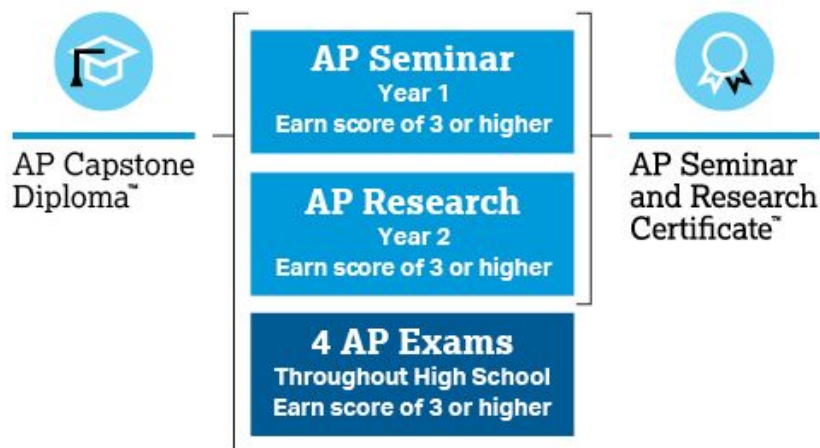 AP Capstone
Diploma™
AP Seminar
Year 1
Earn score of 3 or higher
AP Research
Year 2
Earn score of 3 or higher
4 AP Exams
Throughout High School
Earn score of 3 or higher
AP Seminar
and Research
Certificate™